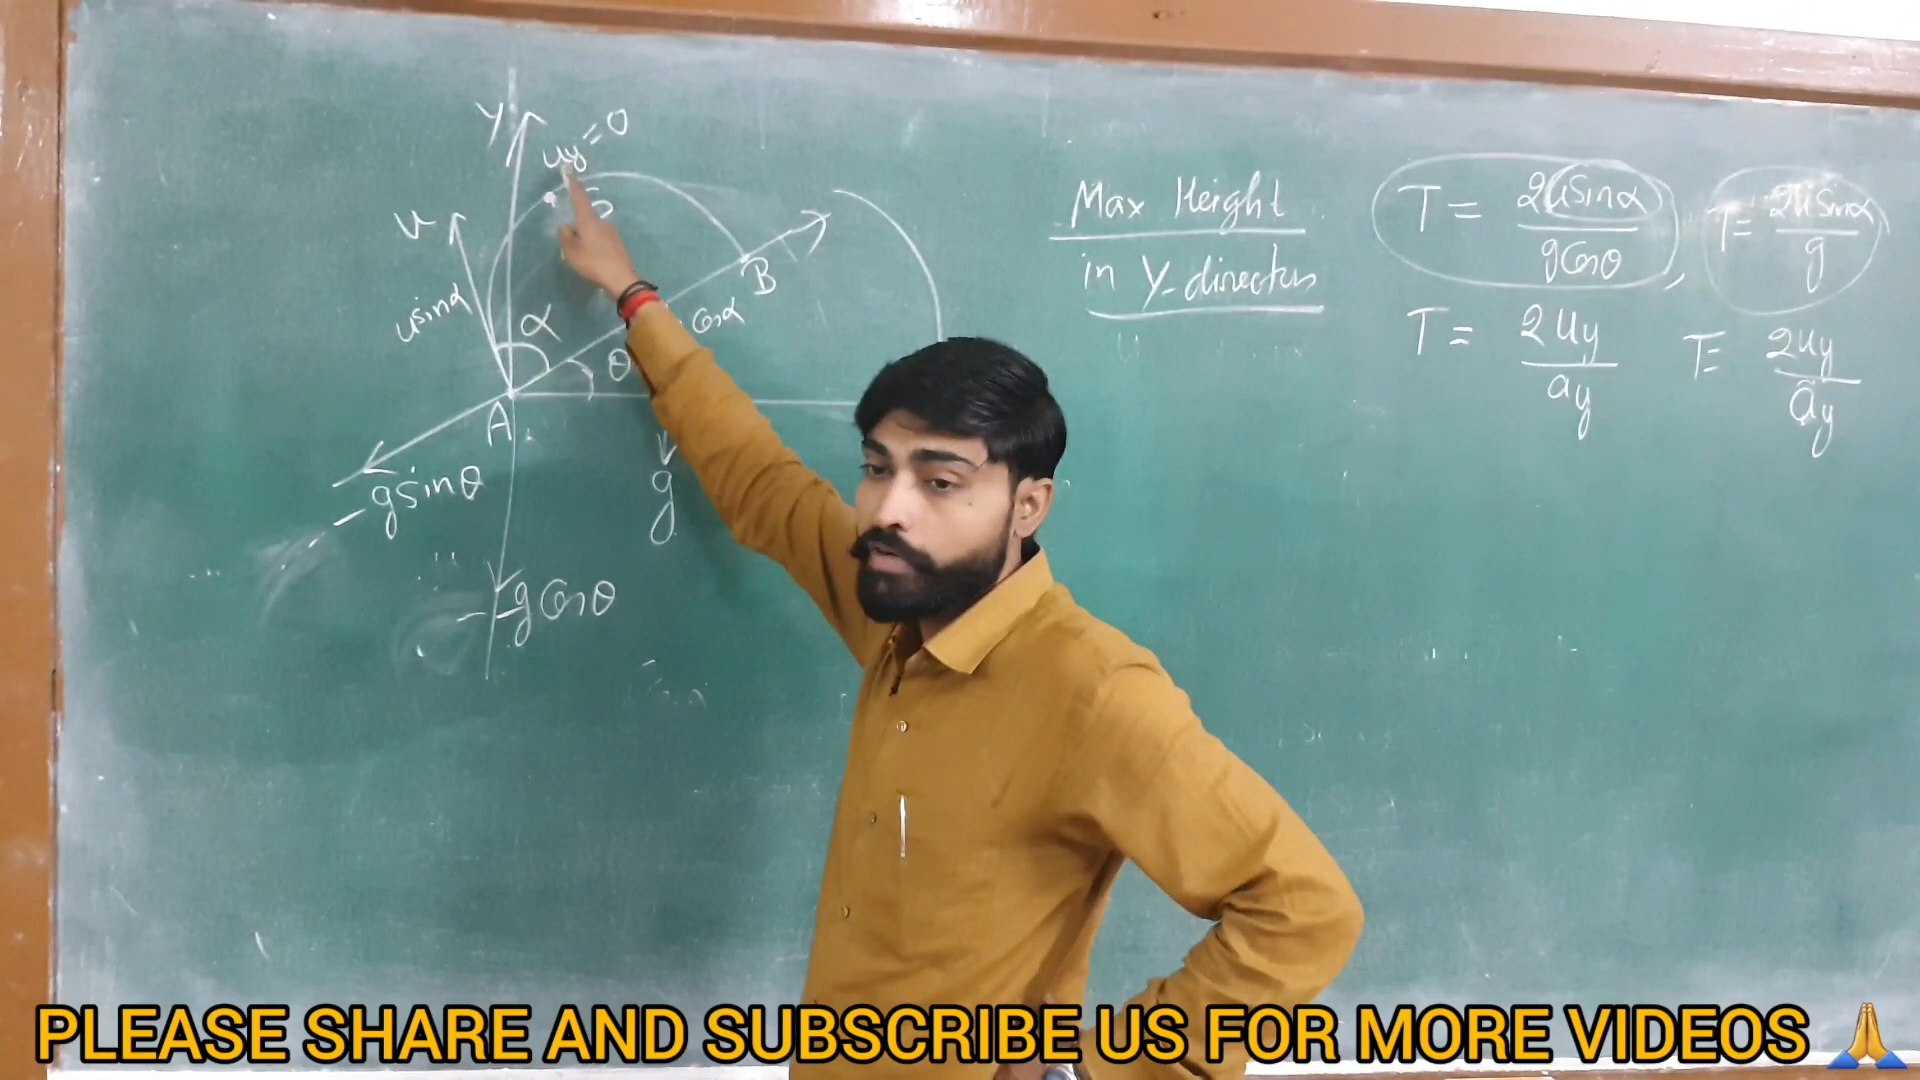 Y
uy = 0
u
usinα
α
θ
cosα
B
A
-gsinθ
g
-gcosθ
Max Height
in Y-direction
T = 2usinα / gcosθ , T = 2usinα / g
T = 2uy / ay T = 2uy / ay
PLEASE SHARE AND SUBSCRIBE US FOR MORE VIDEOS 🙏